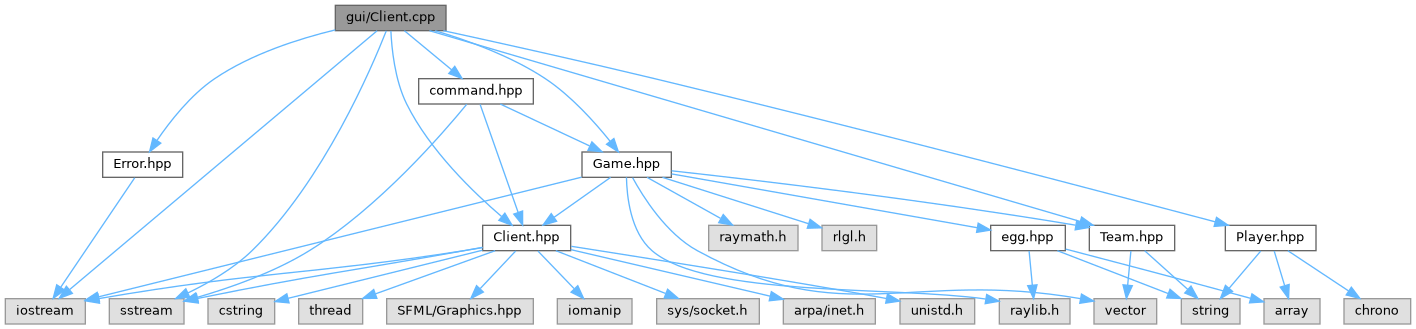 gui/Client.cpp
command.hpp
Error.hpp
Game.hpp
Client.hpp
raymath.h
rlgl.h
egg.hpp
Team.hpp
Player.hpp
iostream
sstream
cstring
thread
SFML/Graphics.hpp
iomanip
sys/socket.h
arpa/inet.h
unistd.h
raylib.h
vector
string
array
chrono